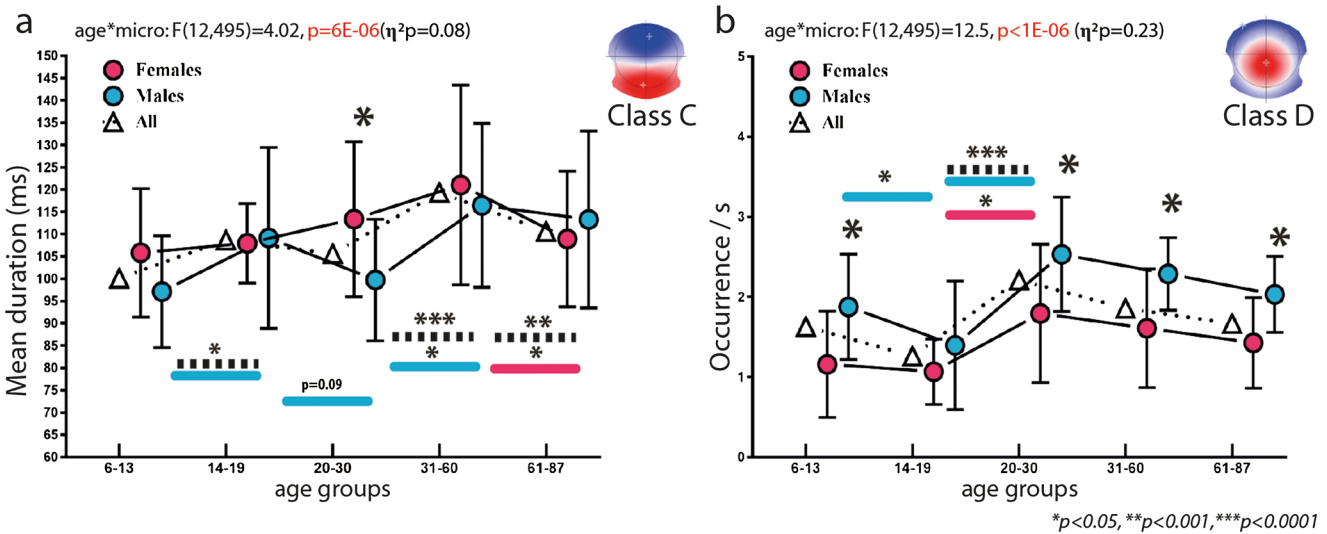 a
age*micro: F(12,495)=4.02, p=6E-06(η²p=0.08)
Females
Males
All
Class C
Mean duration (ms)
150
145
140
135
130
125
120
115
110
105
100
95
90
85
80
75
70
65
60
*
*
p=0.09
***
*
**
*
6-13 14-19 20-30 31-60 61-87
age groups
b
age*micro: F(12,495)=12.5, p<1E-06 (η²p=0.23)
Females
Males
All
Class D
Occurrence / s
5
4
3
2
1
0
*
*
***
*
*
*
*
6-13 14-19 20-30 31-60 61-87
age groups
*p<0.05, **p<0.001, ***p<0.0001